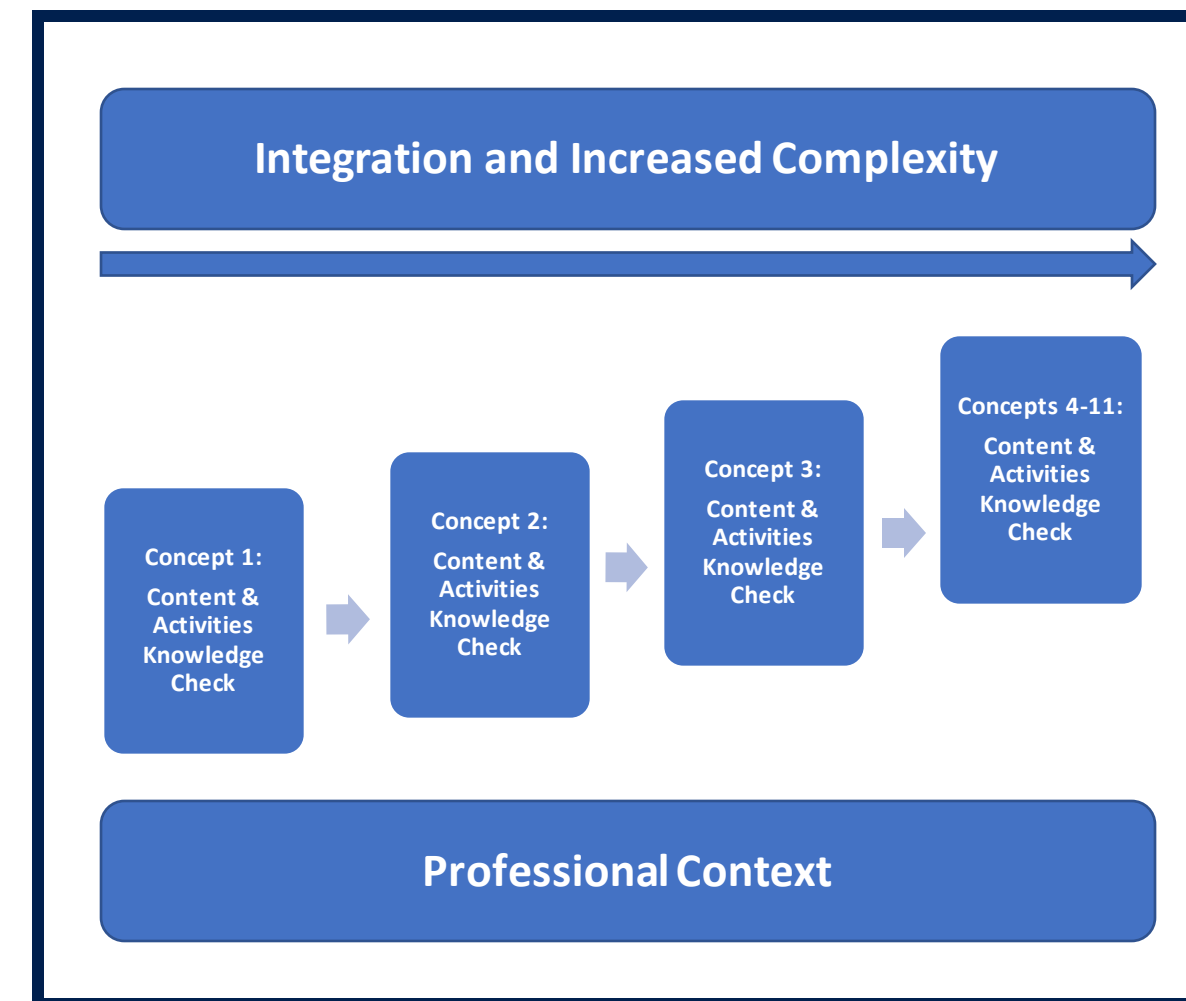 Integration and Increased Complexity
Concept 1:
Content &
Activities
Knowledge
Check
Concept 2:
Content &
Activities
Knowledge
Check
Concept 3:
Content &
Activities
Knowledge
Check
Concepts 4-11:
Content &
Activities
Knowledge
Check
Professional Context